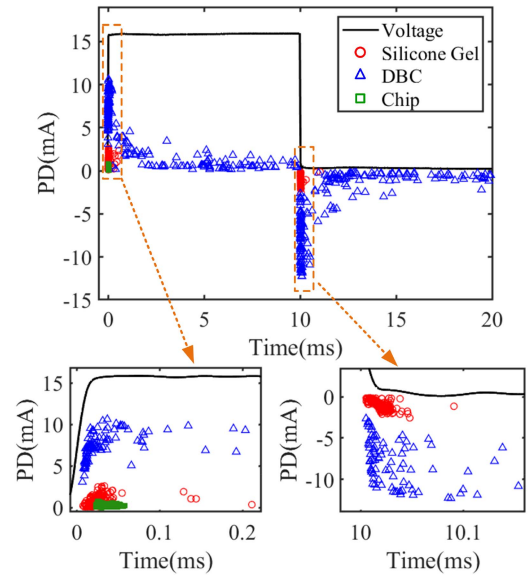 Voltage
Silicone Gel
DBC
Chip
PD(mA)
15
10
5
0
-5
-10
-15
0 5 10 15 20
Time(ms)
PD(mA)
15
10
5
0
0 0.1 0.2
Time(ms)
PD(mA)
0
-5
-10
10 10.1
Time(ms)